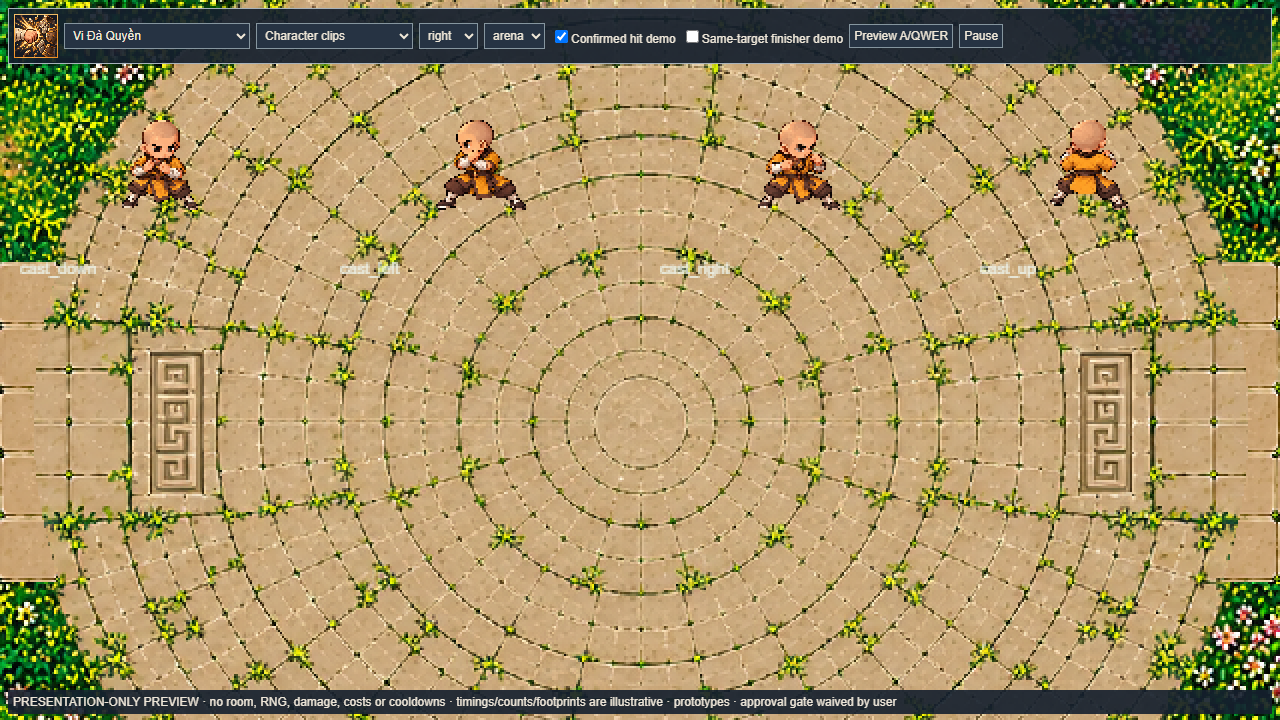 Vi Đà Quyền
Character clips
right
arena
Confirmed hit demo
Same-target finisher demo
Preview A/QWER
Pause
cast_down
cast_left
cast_right
cast_up
PRESENTATION-ONLY PREVIEW · no room, RNG, damage, costs or cooldowns · timings/counts/footprints are illustrative · prototypes · approval gate waived by user